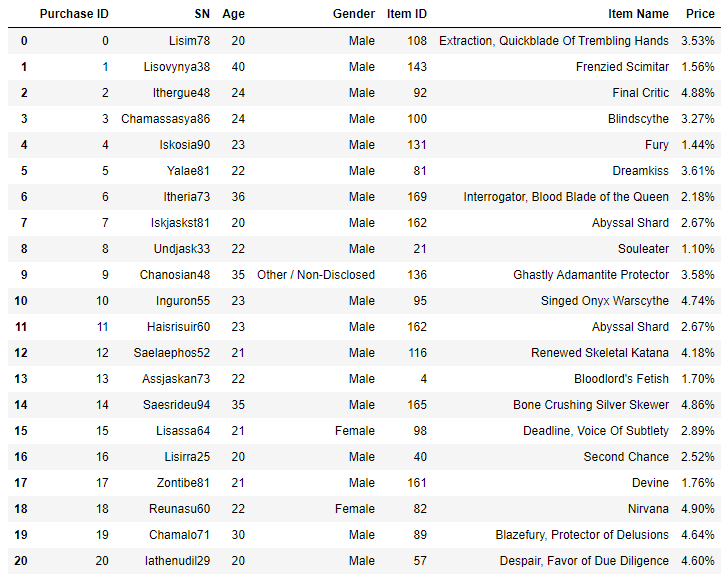 Purchase ID SN Age Gender Item ID Item Name Price
0 0 Lisim78 20 Male 108 Extraction, Quickblade Of Trembling Hands 3.53%
1 1 Lisovynya38 40 Male 143 Frenzied Scimitar 1.56%
2 2 Ithergue48 24 Male 92 Final Critic 4.88%
3 3 Chamassasya86 24 Male 100 Blindscythe 3.27%
4 4 Iskosia90 23 Male 131 Fury 1.44%
5 5 Yalae81 22 Male 81 Dreamkiss 3.61%
6 6 Itheria73 36 Male 169 Interrogator, Blood Blade of the Queen 2.18%
7 7 Iskjaskst81 20 Male 162 Abyssal Shard 2.67%
8 8 Undjask33 22 Male 21 Souleater 1.10%
9 9 Chanosian48 35 Other / Non-Disclosed 136 Ghastly Adamantite Protector 3.58%
10 10 Inguron55 23 Male 95 Singed Onyx Warscythe 4.74%
11 11 Haisrisuir60 23 Male 162 Abyssal Shard 2.67%
12 12 Saelaephos52 21 Male 116 Renewed Skeletal Katana 4.18%
13 13 Assjaskan73 22 Male 4 Bloodlord's Fetish 1.70%
14 14 Saesrideu94 35 Male 165 Bone Crushing Silver Skewer 4.86%
15 15 Lisassa64 21 Female 98 Deadline, Voice Of Subtlety 2.89%
16 16 Lisirra25 20 Male 40 Second Chance 2.52%
17 17 Zontibe81 21 Male 161 Devine 1.76%
18 18 Reunasu60 22 Female 82 Nirvana 4.90%
19 19 Chamalo71 30 Male 89 Blazefury, Protector of Delusions 4.64%
20 20 Iathenudil29 20 Male 57 Despair, Favor of Due Diligence 4.60%